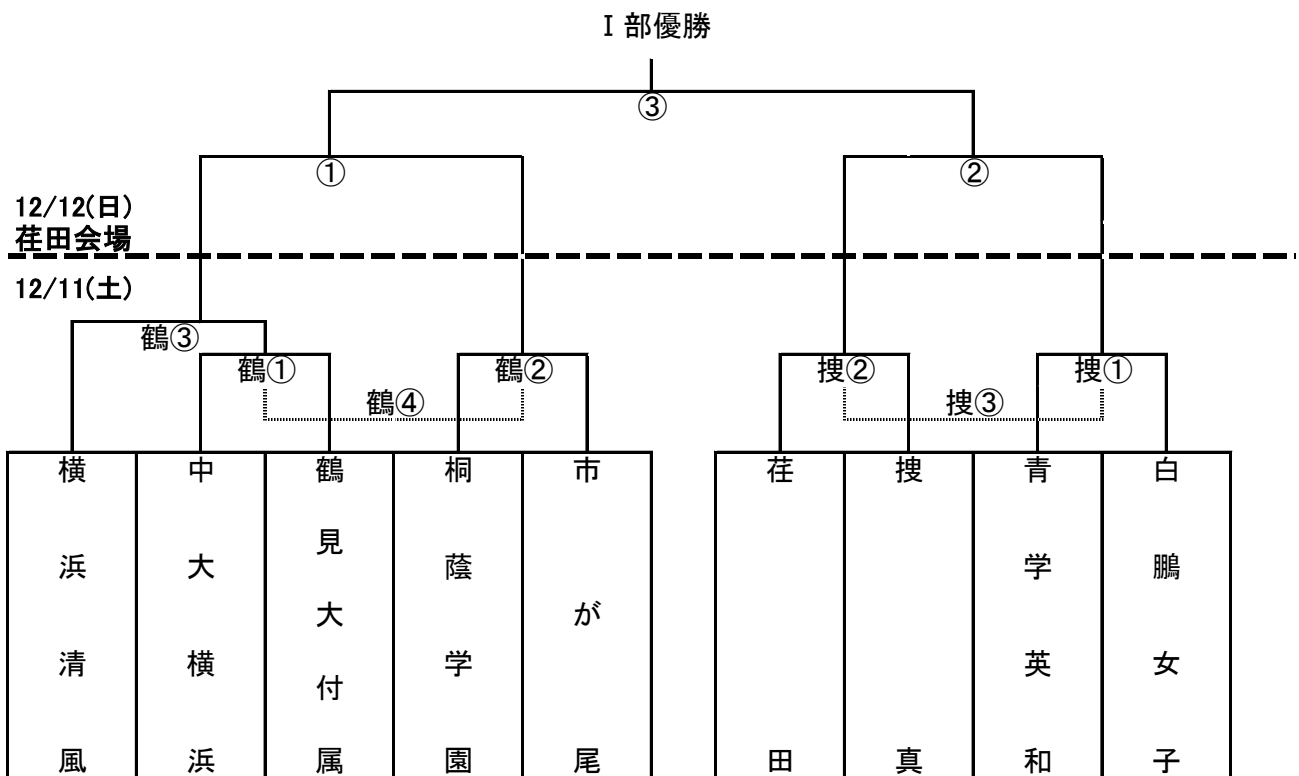 Ⅰ部優勝
③
① ②
12/12(日)
荏田会場
12/11(土)
鶴③
鶴① 鶴② 捜② 捜①
鶴④ 捜③
横浜清風
中大横浜
鶴見大付属
桐蔭学園
市が尾
荏田
捜真
青学英和
白鵬女子